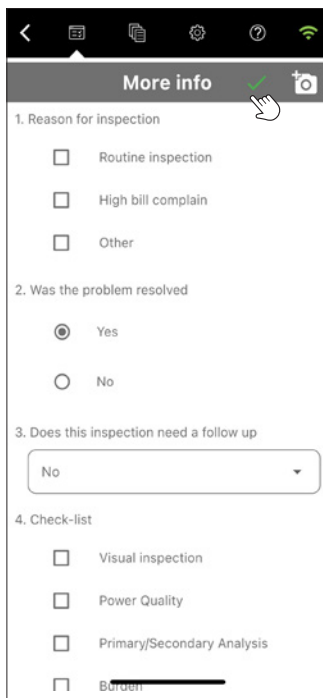 More info
1. Reason for inspection
Routine inspection
High bill complain
Other
2. Was the problem resolved
Yes
No
3. Does this inspection need a follow up
No
4. Check-list
Visual inspection
Power Quality
Primary/Secondary Analysis
Burden